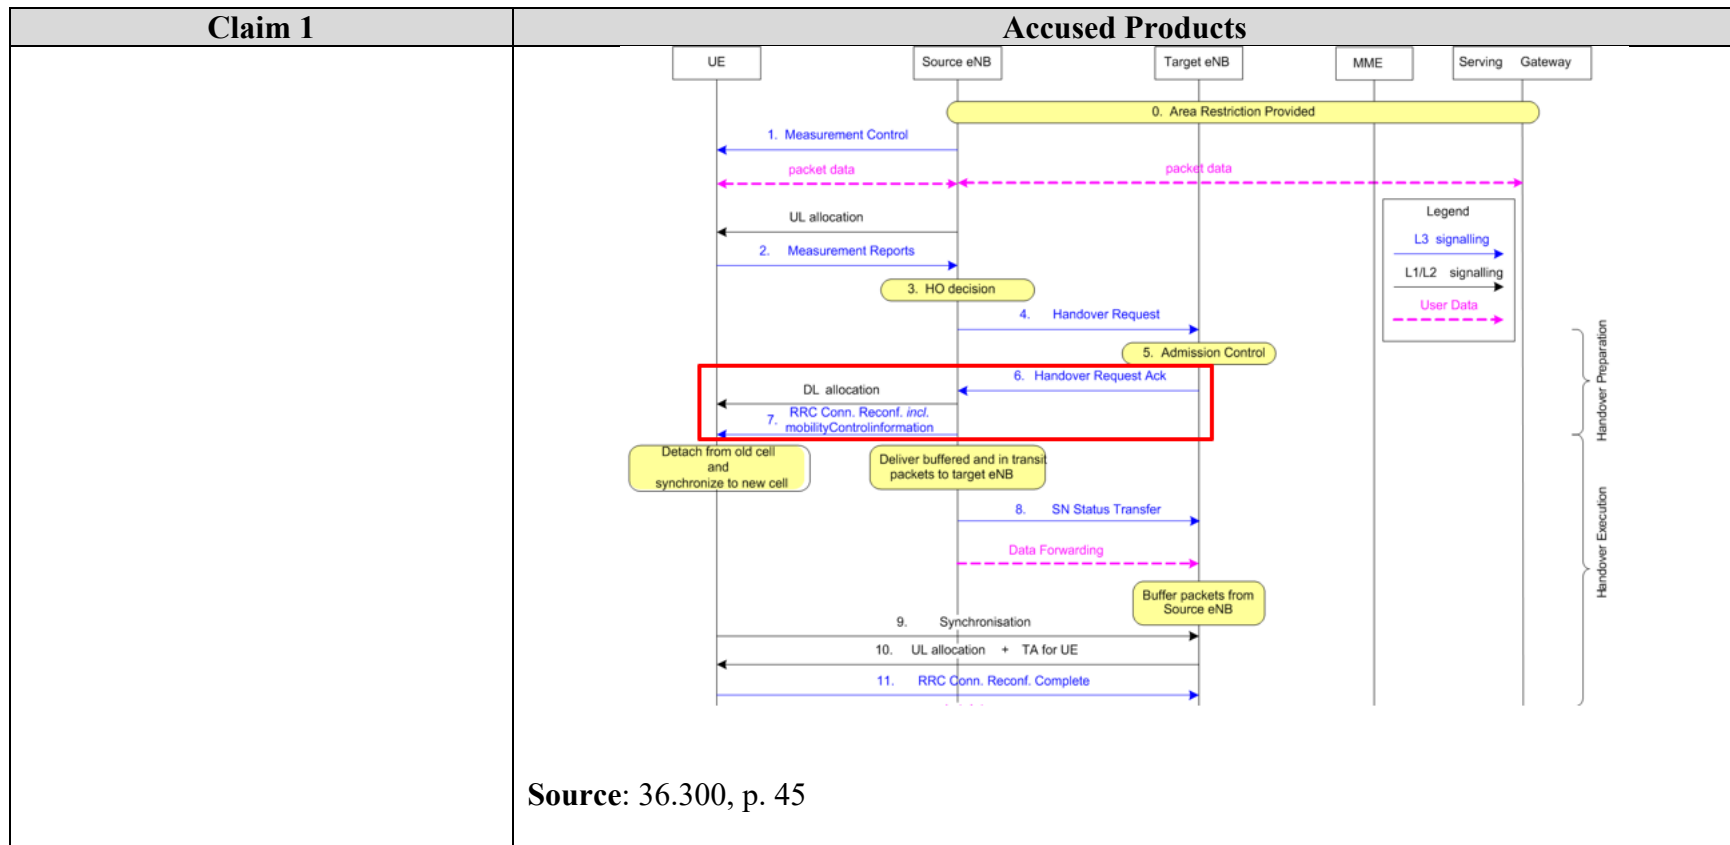 Claim 1
Accused Products
UE
Source eNB
Target eNB
MME
Serving Gateway
0. Area Restriction Provided
1. Measurement Control
packet data
packet data
UL allocation
Legend
L3 signalling
L1/L2 signalling
User Data
2. Measurement Reports
3. HO decision
4. Handover Request
5. Admission Control
6. Handover Request Ack
DL allocation
7. RRC Conn. Reconf. incl.
mobilityControlinformation
Handover Preparation
Detach from old cell
and
synchronize to new cell
Deliver buffered and in transit
packets to target eNB
8. SN Status Transfer
Data Forwarding
Buffer packets from
Source eNB
9. Synchronisation
10. UL allocation + TA for UE
11. RRC Conn. Reconf. Complete
Handover Execution
Source: 36.300, p. 45